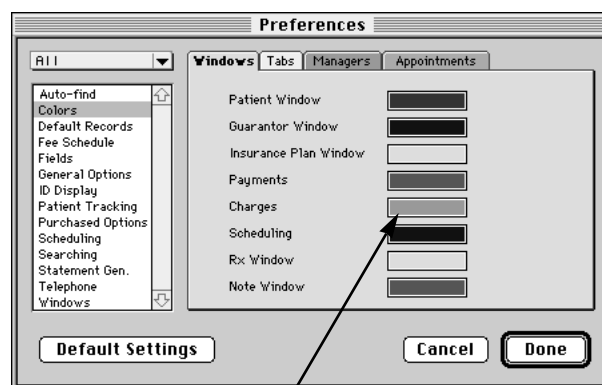 Preferences
All
Windows Tabs Managers Appointments
Auto-find
Colors
Default Records
Fee Schedule
Fields
General Options
ID Display
Patient Tracking
Purchased Options
Scheduling
Searching
Statement Gen.
Telephone
Windows
Patient Window
Guarantor Window
Insurance Plan Window
Payments
Charges
Scheduling
Rx Window
Note Window
Default Settings
Cancel Done